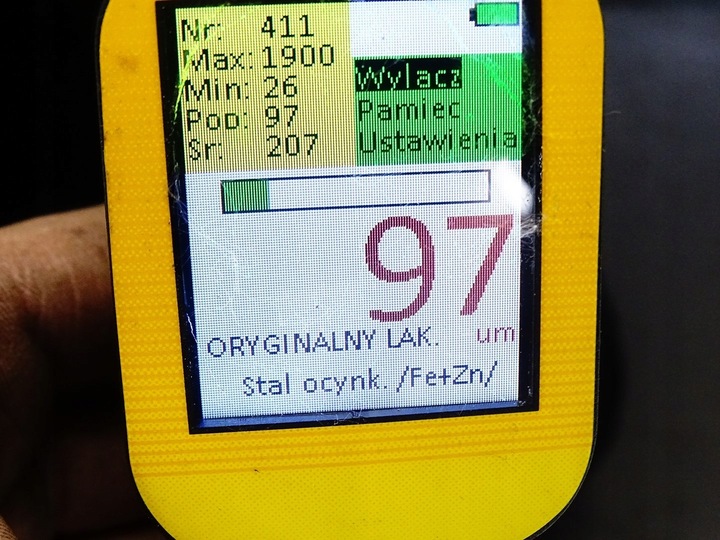 Nr: 411
Max: 1900
Min: 26
Pop: 97
Sr: 207
Wylacz
Pamiec
Ustawienia
97
um
ORYGINALNY LAK.
Stal ocynk. /Fe+Zn/